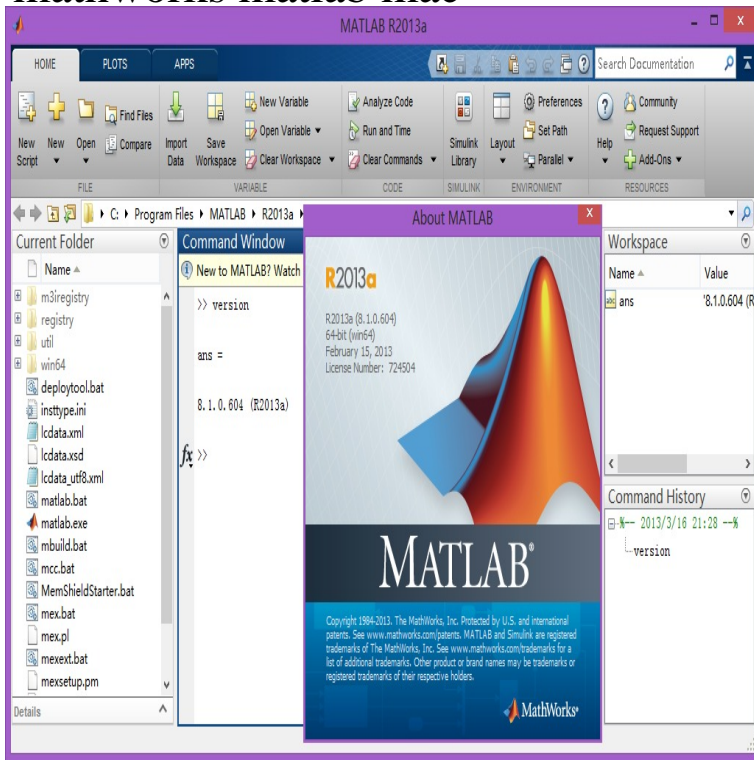 mathworks matlab mac
MATLAB R2013a
HOME PLOTS APPS
Search Documentation
New Script
New
Open
Find Files
Compare
FILE
Import Data
Save Workspace
New Variable
Open Variable
Clear Workspace
VARIABLE
Analyze Code
Run and Time
Clear Commands
CODE
Simulink Library
SIMULINK
Layout
Preferences
Set Path
Parallel
ENVIRONMENT
Help
Community
Request Support
Add-Ons
RESOURCES
C: Program Files MATLAB R2013a
Current Folder
Name
m3iregistry
registry
util
win64
deploytool.bat
insttype.ini
lcdata.xml
lcdata.xsd
lcdata_utf8.xml
matlab.bat
matlab.exe
mbuild.bat
mcc.bat
MemShieldStarter.bat
mex.bat
mex.pl
mexext.bat
mexsetup.pm
Details
Command Window
New to MATLAB? Watch
>> version
ans =
8.1.0.604 (R2013a)
fx >>
About MATLAB
R2013a
R2013a (8.1.0.604)
64-bit (win64)
February 15, 2013
License Number: 724504
MATLAB®
Copyright 1984-2013. The MathWorks, Inc. Protected by U.S. and international
patents. See www.mathworks.com/patents. MATLAB and Simulink are registered
trademarks of The MathWorks, Inc. See www.mathworks.com/trademarks for a
list of additional trademarks. Other product or brand names may be trademarks or
registered trademarks of their respective holders.
MathWorks®
Workspace
Name Value
abc ans '8.1.0.604 (R
Command History
%-- 2013/3/16 21:28 --%
version